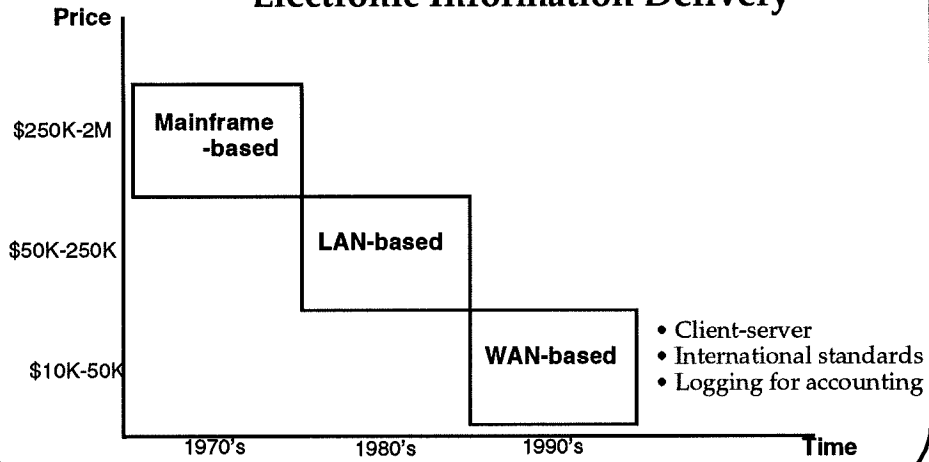 Electronic Information Delivery
Price
$250K-2M
Mainframe
-based
$50K-250K
LAN-based
$10K-50K
WAN-based
• Client-server
• International standards
• Logging for accounting
1970's
1980's
1990's
Time